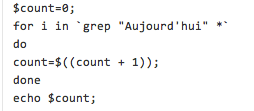 $count=0;
for i in `grep "Aujourd'hui" *`
do
count=$((count + 1));
done
echo $count;